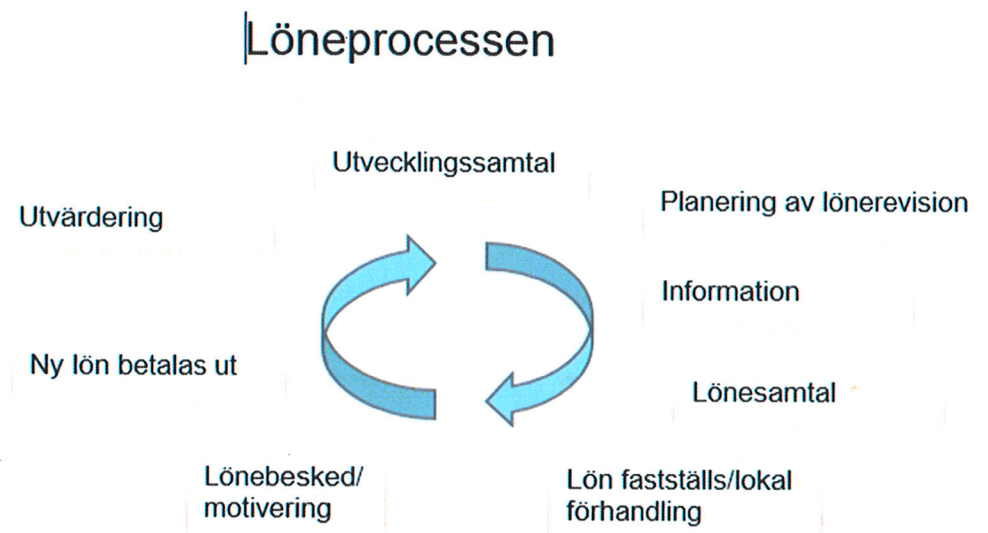 Löneprocessen
Utvecklingssamtal
Planering av lönerevision
Information
Lönesamtal
Lön fastställs/lokal
förhandling
Lönebesked/
motivering
Ny lön betalas ut
Utvärdering